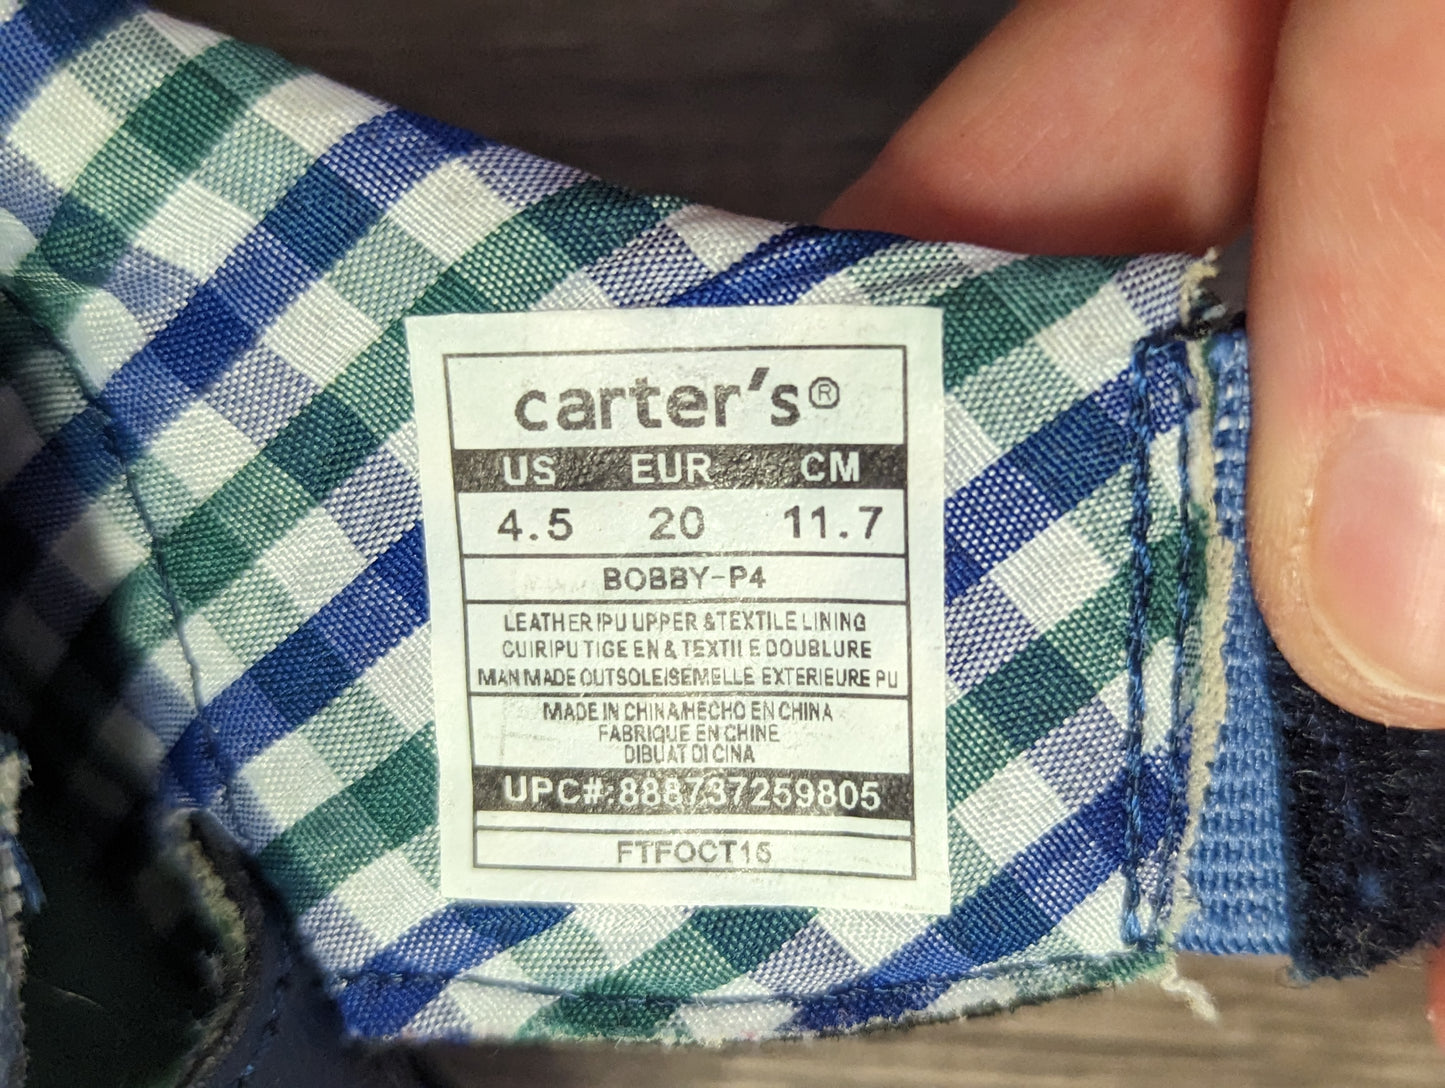 carter's®
US EUR CM
4.5 20 11.7
BOBBY-P4
LEATHER/PU UPPER & TEXTILE LINING
CUIR/PU TIGE EN & TEXTILE DOUBLURE
MAN MADE OUTSOLE/SEMELLE EXTERIEURE PU
MADE IN CHINA/HECHO EN CHINA
FABRIQUE EN CHINE
DIBUAT DI CINA
UPC#:888737259805
FTFOCT15